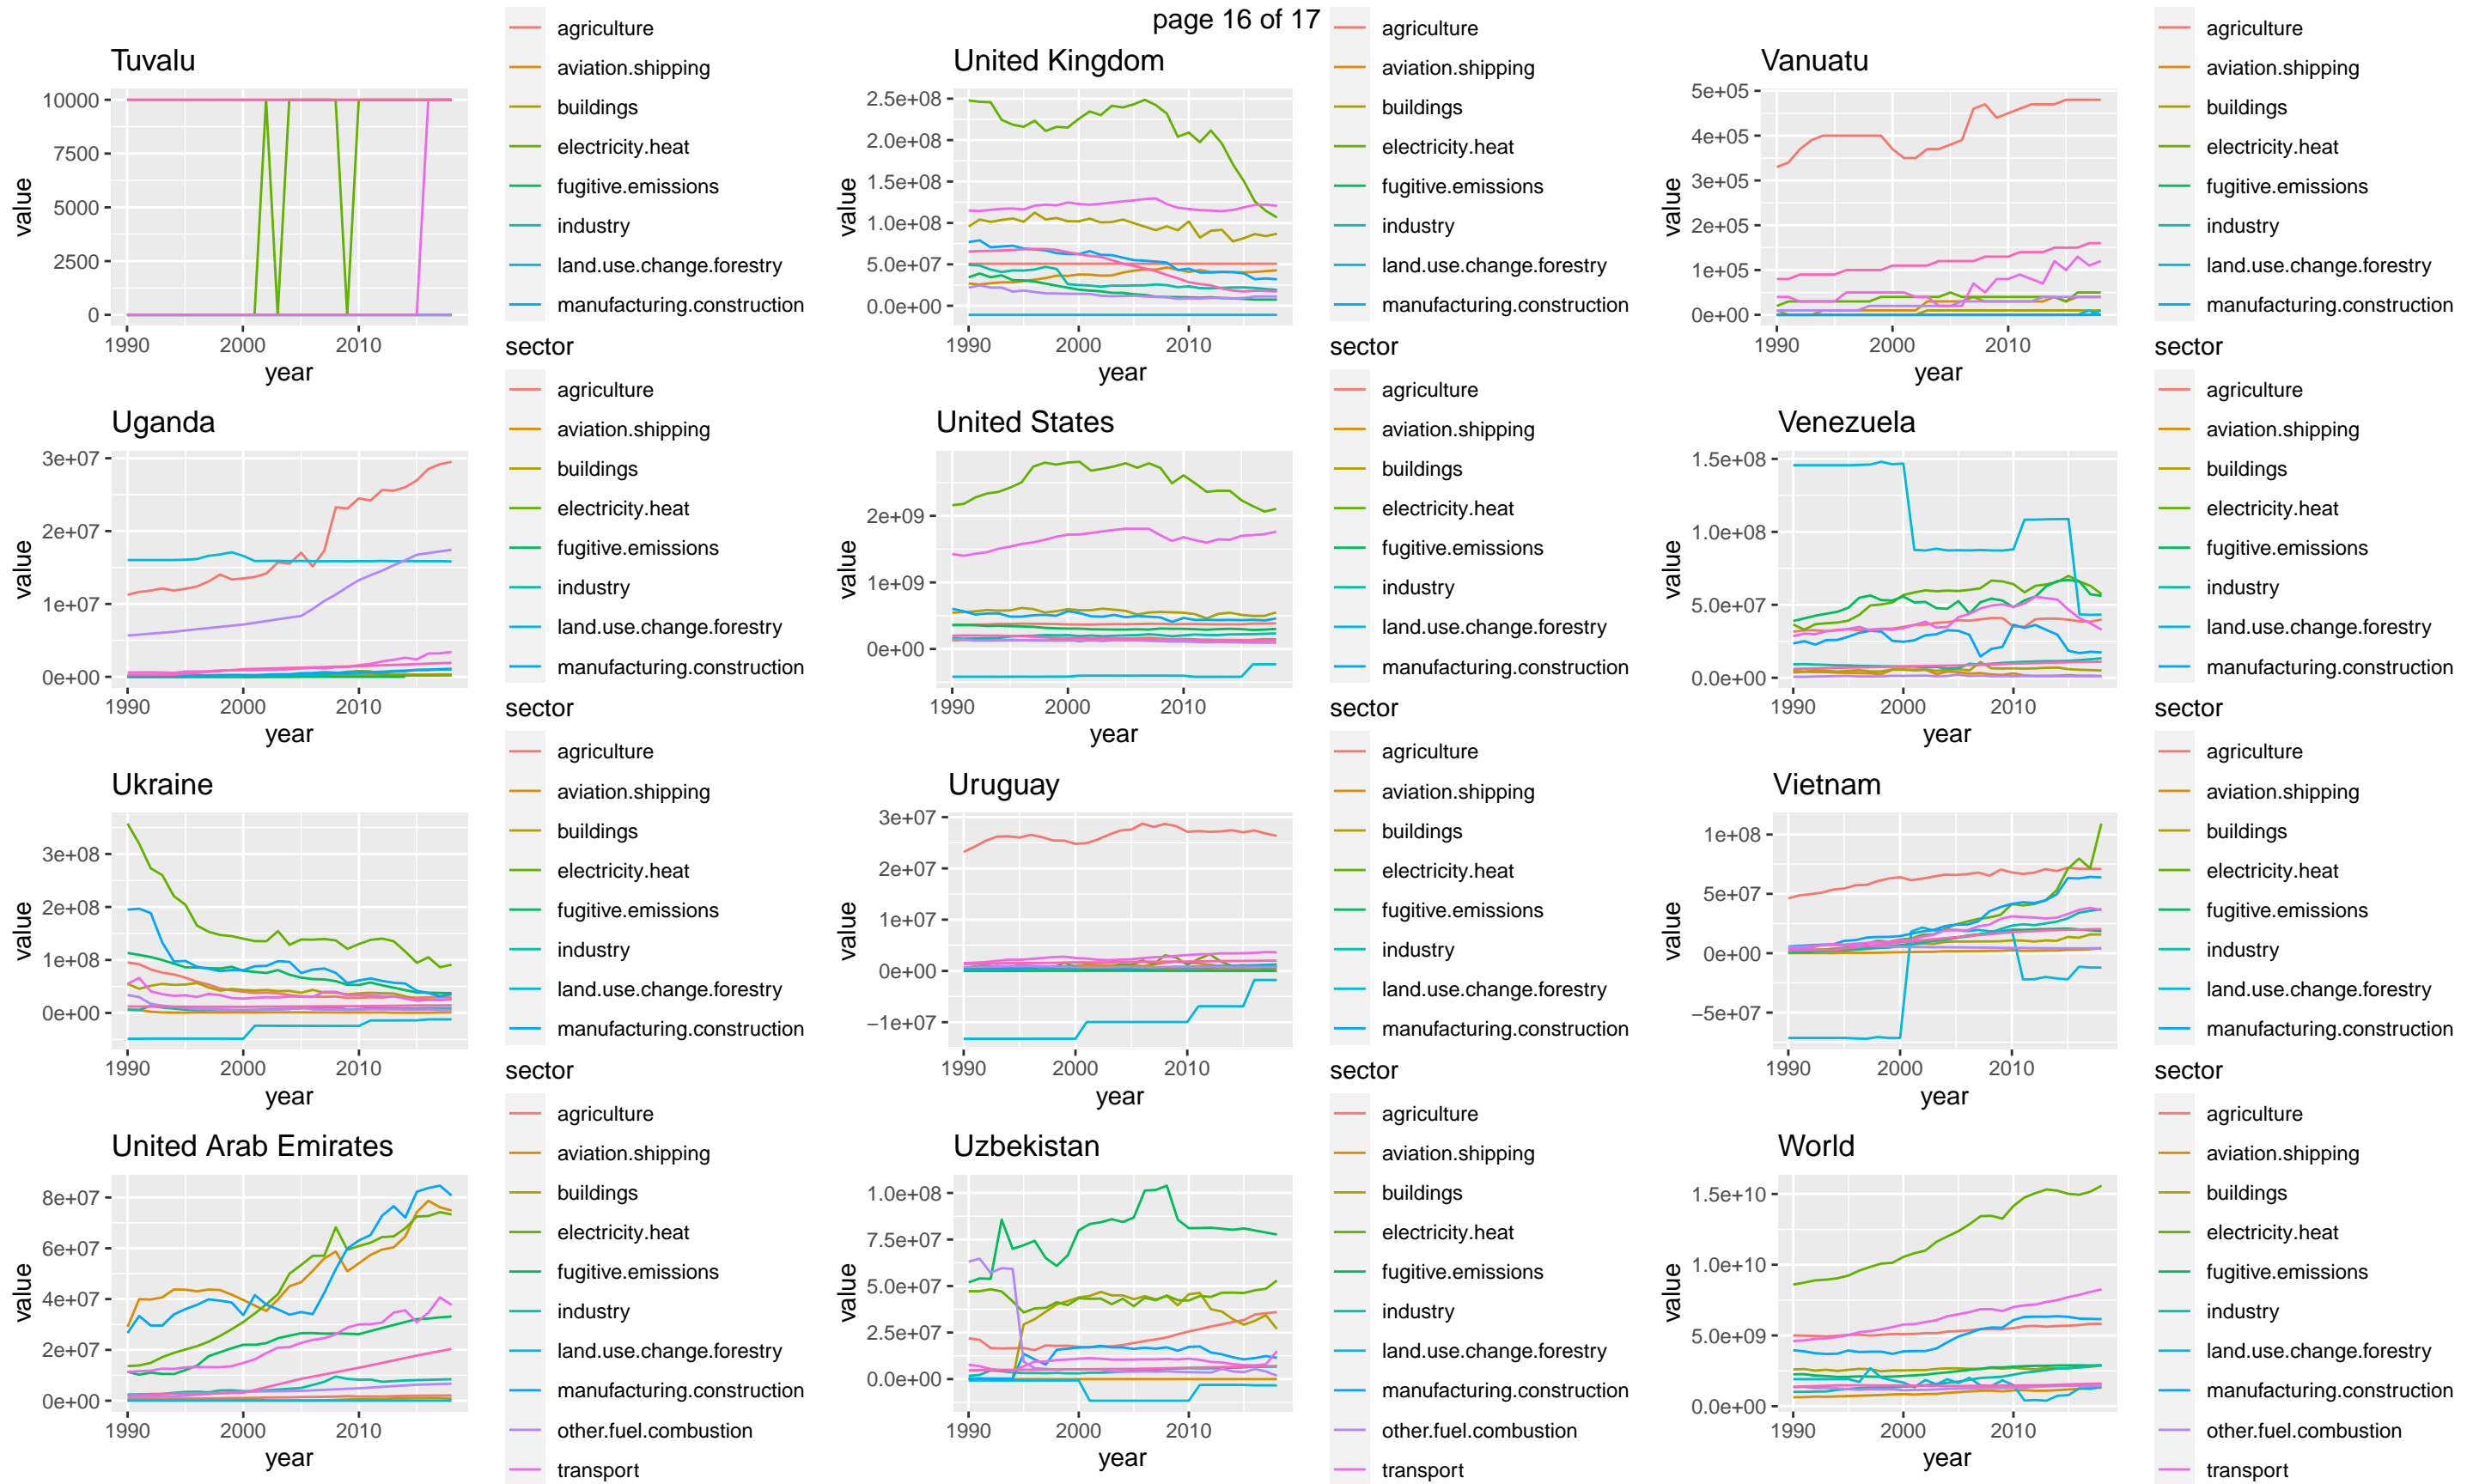 page 16 of 17
Tuvalu
value
10000
7500
5000
2500
0
1990
2000
2010
year
agriculture
aviation.shipping
buildings
electricity.heat
fugitive.emissions
industry
land.use.change.forestry
manufacturing.construction
United Kingdom
value
2.5e+08
2.0e+08
1.5e+08
1.0e+08
5.0e+07
0.0e+00
1990
2000
2010
year
agriculture
aviation.shipping
buildings
electricity.heat
fugitive.emissions
industry
land.use.change.forestry
manufacturing.construction
Vanuatu
value
5e+05
4e+05
3e+05
2e+05
1e+05
0e+00
1990
2000
2010
year
agriculture
aviation.shipping
buildings
electricity.heat
fugitive.emissions
industry
land.use.change.forestry
manufacturing.construction
Uganda
value
3e+07
2e+07
1e+07
0e+00
1990
2000
2010
year
sector
agriculture
aviation.shipping
buildings
electricity.heat
fugitive.emissions
industry
land.use.change.forestry
manufacturing.construction
United States
value
2e+09
1e+09
0e+00
1990
2000
2010
year
sector
agriculture
aviation.shipping
buildings
electricity.heat
fugitive.emissions
industry
land.use.change.forestry
manufacturing.construction
Venezuela
value
1.5e+08
1.0e+08
5.0e+07
0.0e+00
1990
2000
2010
year
sector
agriculture
aviation.shipping
buildings
electricity.heat
fugitive.emissions
industry
land.use.change.forestry
manufacturing.construction
Ukraine
value
3e+08
2e+08
1e+08
0e+00
1990
2000
2010
year
sector
agriculture
aviation.shipping
buildings
electricity.heat
fugitive.emissions
industry
land.use.change.forestry
manufacturing.construction
Uruguay
value
3e+07
2e+07
1e+07
0e+00
−1e+07
1990
2000
2010
year
sector
agriculture
aviation.shipping
buildings
electricity.heat
fugitive.emissions
industry
land.use.change.forestry
manufacturing.construction
Vietnam
value
1e+08
5e+07
0e+00
−5e+07
1990
2000
2010
year
sector
agriculture
aviation.shipping
buildings
electricity.heat
fugitive.emissions
industry
land.use.change.forestry
manufacturing.construction
United Arab Emirates
value
8e+07
6e+07
4e+07
2e+07
0e+00
1990
2000
2010
year
sector
agriculture
aviation.shipping
buildings
electricity.heat
fugitive.emissions
industry
land.use.change.forestry
manufacturing.construction
other.fuel.combustion
transport
Uzbekistan
value
1.0e+08
7.5e+07
5.0e+07
2.5e+07
0.0e+00
1990
2000
2010
year
sector
agriculture
aviation.shipping
buildings
electricity.heat
fugitive.emissions
industry
land.use.change.forestry
manufacturing.construction
other.fuel.combustion
transport
World
value
1.5e+10
1.0e+10
5.0e+09
0.0e+00
1990
2000
2010
year
sector
agriculture
aviation.shipping
buildings
electricity.heat
fugitive.emissions
industry
land.use.change.forestry
manufacturing.construction
other.fuel.combustion
transport